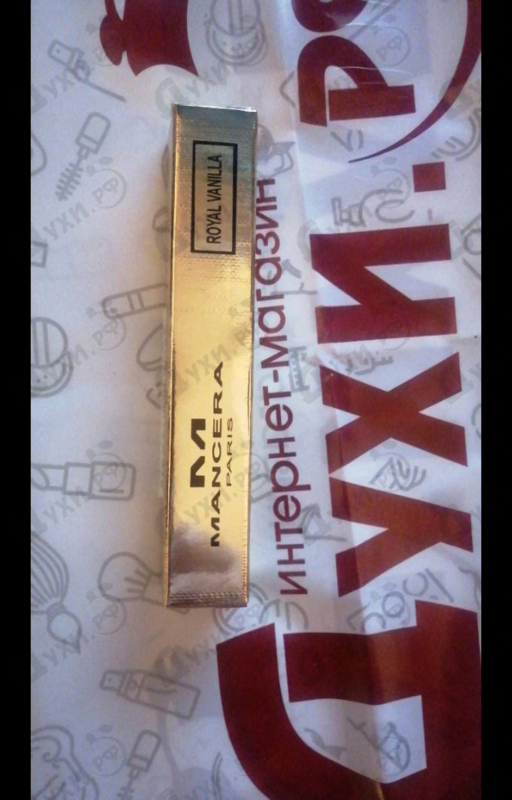 ROYAL VANILLA
M
MANCERA
PARIS
интернет-магазин
Духи.рф